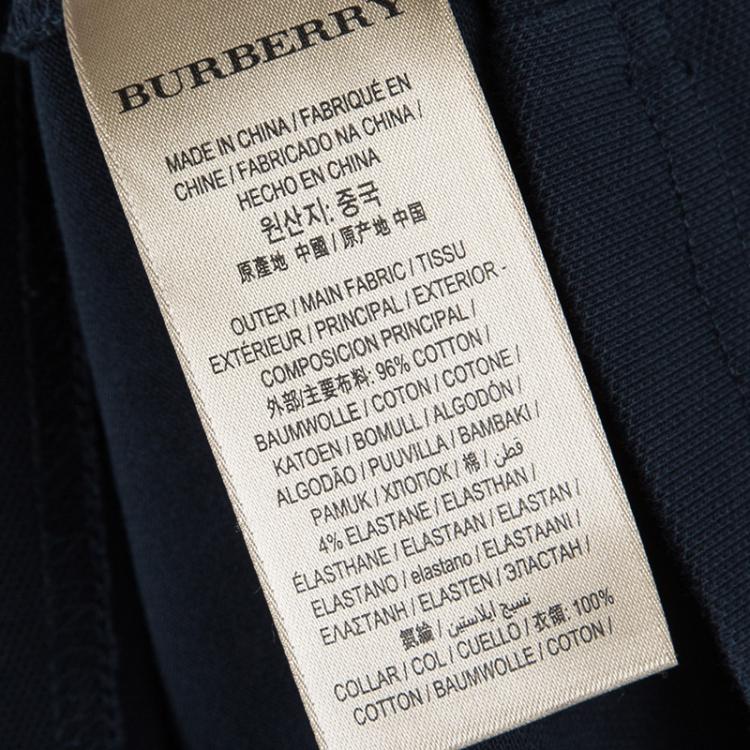 BURBERRY
MADE IN CHINA / FABRIQUÉ EN
CHINE / FABRICADO NA CHINA /
HECHO EN CHINA
원산지: 중국
原產地 中國 / 原产地 中国
OUTER / MAIN FABRIC / TISSU
EXTÉRIEUR / PRINCIPAL / EXTERIOR -
COMPOSICION PRINCIPAL /
外部/主要布料: 96% COTTON /
BAUMWOLLE / COTON / COTONE /
KATOEN / BOMULL / ALGODÓN /
ALGODÃO / PUUVILLA / BAMBAKI /
PAMUK / ХЛОПОК / 棉 / قطن /
4% ELASTANE / ELASTHAN /
ÉLASTHANE / ELASTAAN / ELASTAN /
ELASTANO / elastano / ELASTAANI /
ΕΛΑΣΤΑΝΗ / ELASTEN / ЭЛАСТАН /
نسيج ايلاستين /
COLLAR / COL / CUELLO / 衣領: 100%
COTTON / BAUMWOLLE / COTON /